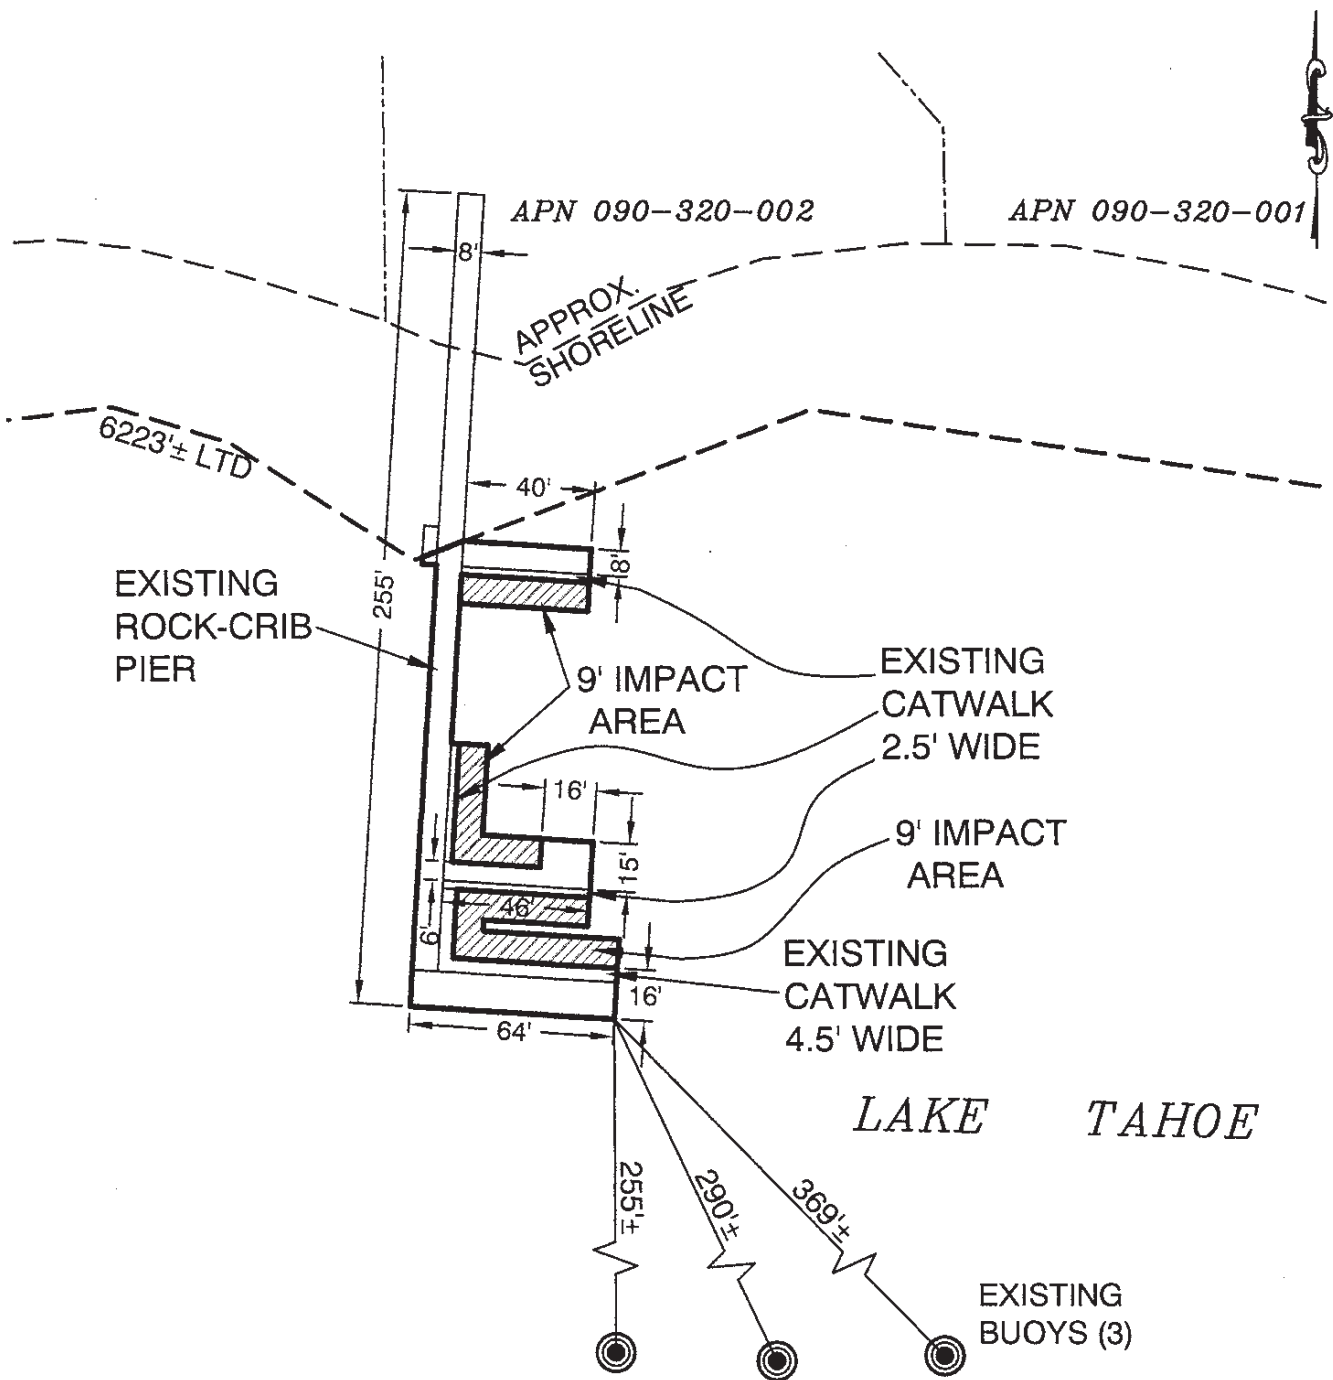 APN 090-320-002
APN 090-320-001
8'
APPROX.
SHORELINE
6223'± LTD
40'
8'
EXISTING
ROCK-CRIB
PIER
255'
9' IMPACT
AREA
EXISTING
CATWALK
2.5' WIDE
16'
15'
9' IMPACT
AREA
46'
6'
EXISTING
CATWALK
4.5' WIDE
16'
64'
LAKE TAHOE
255'±
290'±
369'±
EXISTING
BUOYS (3)